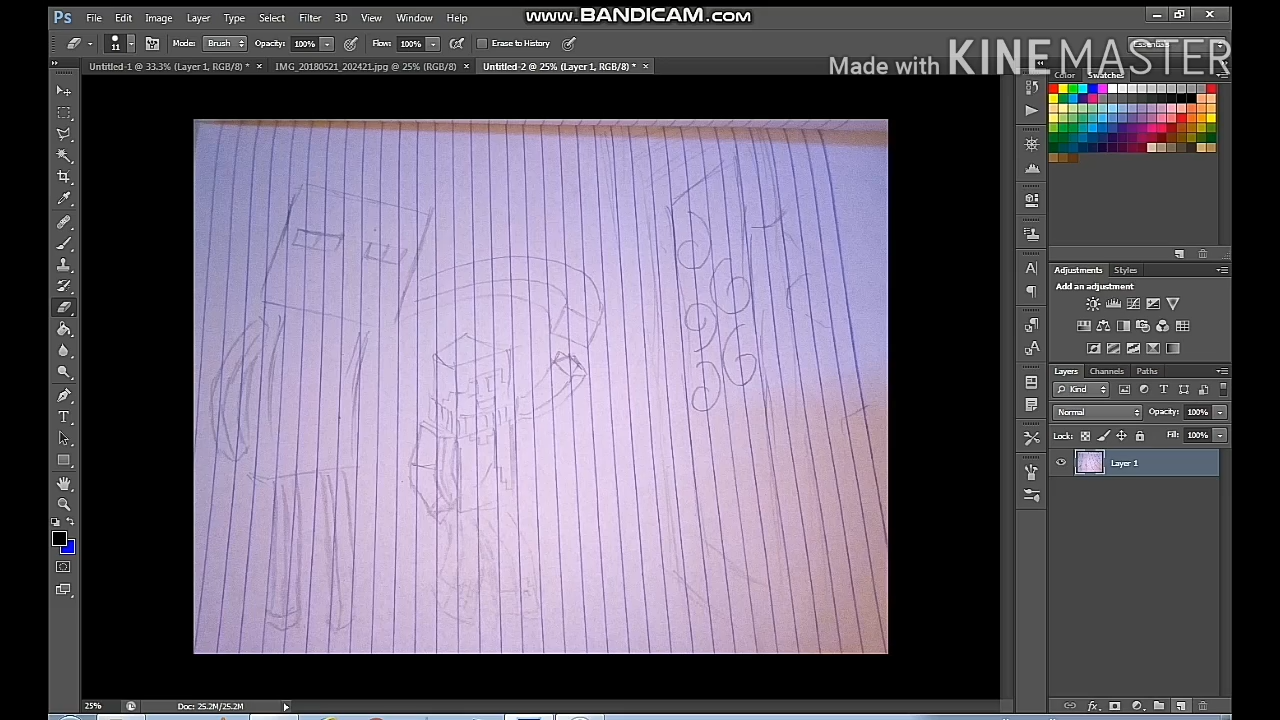 www.BANDICAM.com
Ps File Edit Image Layer Type Select Filter 3D View Window Help
11 Mode: Brush Opacity: 100% Flow: 100% Erase to History
Essentials
Made with KINEMASTER
Untitled-1 @ 33.3% (Layer 1, RGB/8) * × IMG_20180521_202421.jpg @ 25% (RGB/8) × Untitled-2 @ 25% (Layer 1, RGB/8) * ×
Color Swatches
Adjustments Styles
Add an adjustment
Layers Channels Paths
Kind
Normal Opacity: 100%
Lock: Fill: 100%
Layer 1
25% Doc: 25.2M/25.2M